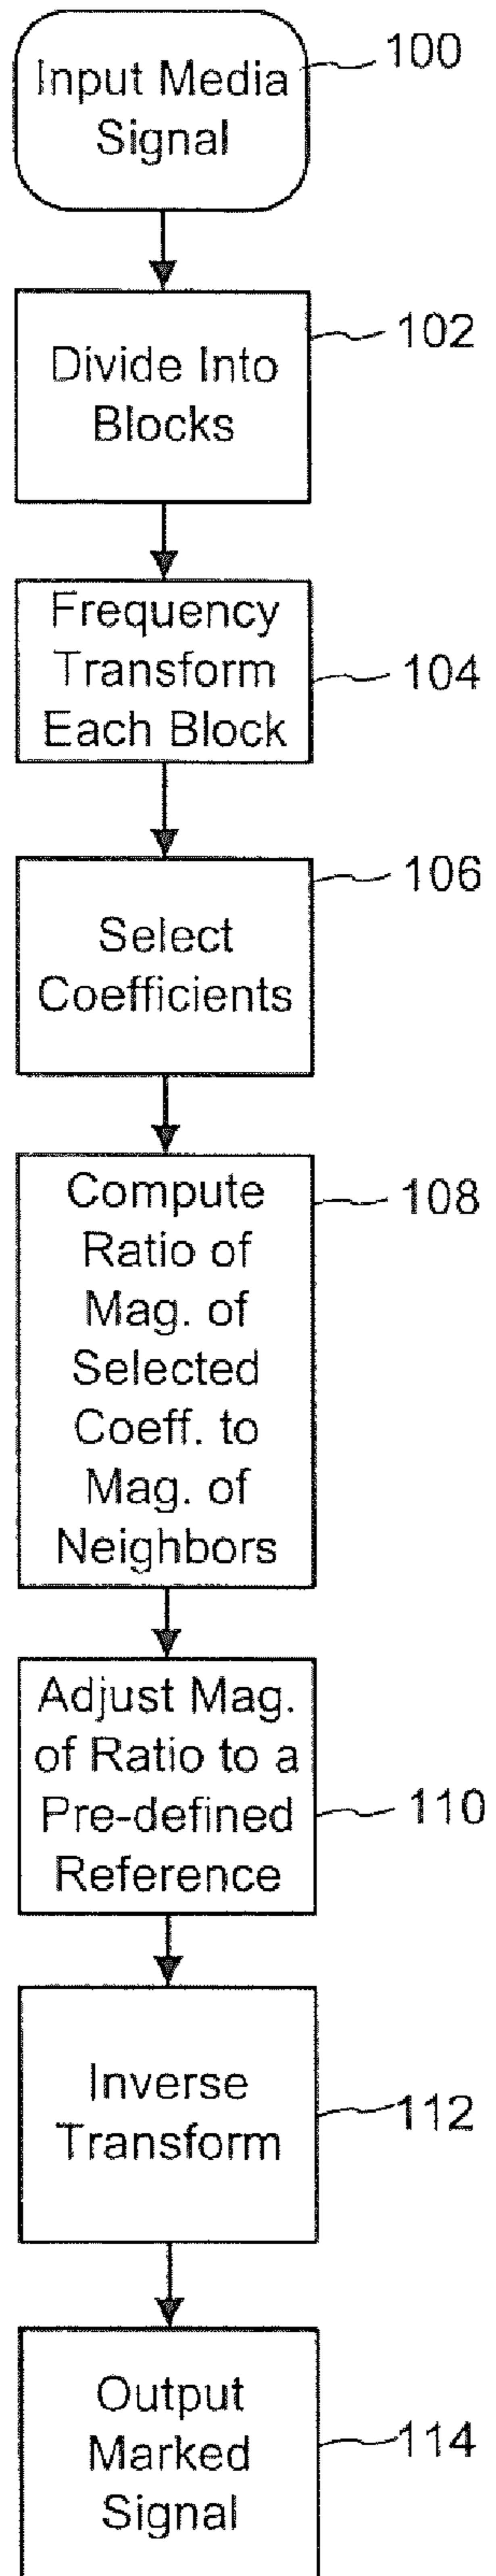 Input Media
Signal
100
Divide Into
Blocks
102
Frequency
Transform
Each Block
104
Select
Coefficients
106
Compute
Ratio of
Mag. of
Selected
Coeff. to
Mag. of
Neighbors
108
Adjust Mag.
of Ratio to a
Pre-defined
Reference
110
Inverse
Transform
112
Output
Marked
Signal
114